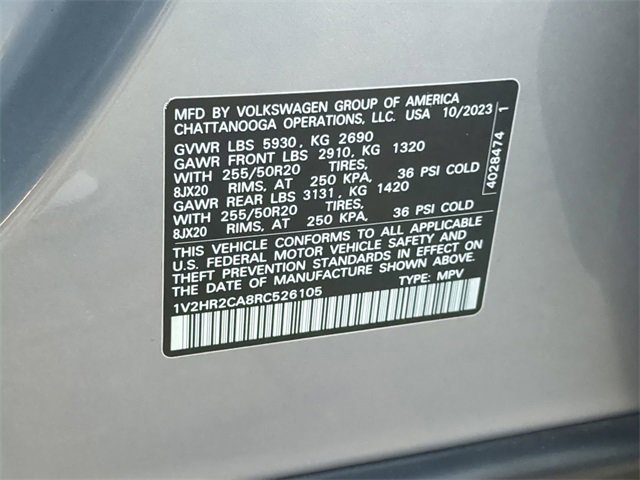 MFD BY VOLKSWAGEN GROUP OF AMERICA
CHATTANOOGA OPERATIONS, LLC. USA 10/2023
GVWR LBS 5930, KG 2690
GAWR FRONT LBS 2910, KG 1320
WITH 255/50R20 TIRES,
8JX20 RIMS, AT 250 KPA, 36 PSI COLD
GAWR REAR LBS 3131, KG 1420
WITH 255/50R20 TIRES,
8JX20 RIMS, AT 250 KPA, 36 PSI COLD
THIS VEHICLE CONFORMS TO ALL APPLICABLE
U.S. FEDERAL MOTOR VEHICLE SAFETY AND
THEFT PREVENTION STANDARDS IN EFFECT ON
THE DATE OF MANUFACTURE SHOWN ABOVE.
1V2HR2CA8RC526105 TYPE: MPV
4028474 1